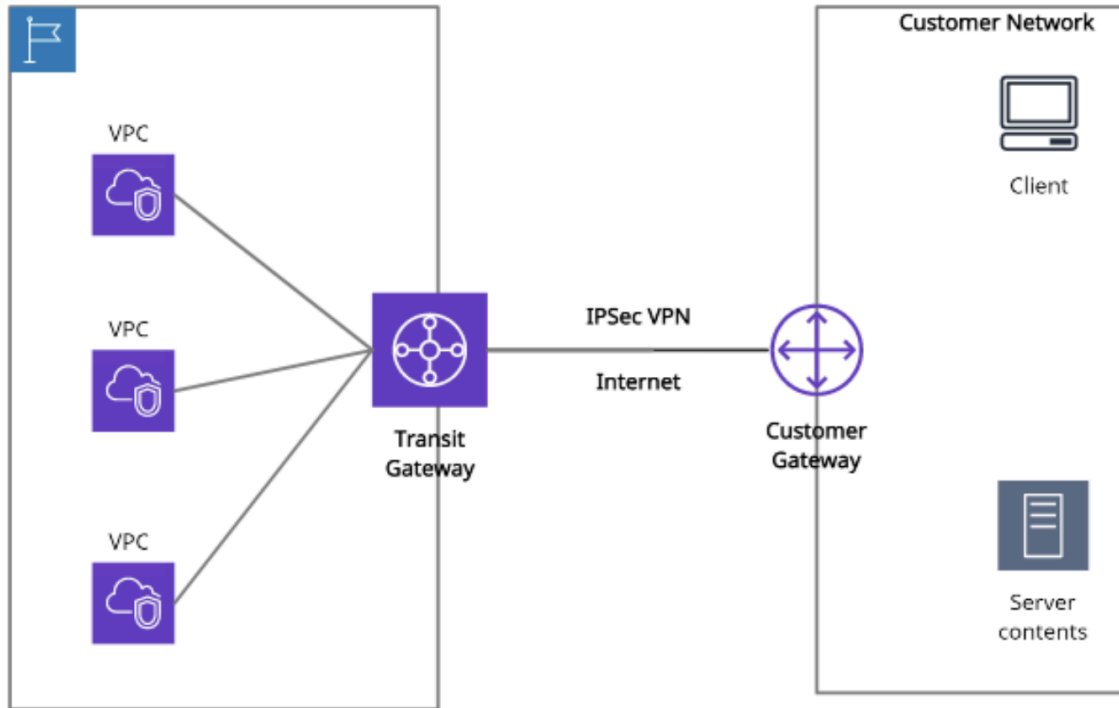 Customer Network
VPC
Client
VPC
IPSec VPN
Internet
Transit
Gateway
Customer
Gateway
VPC
Server
contents